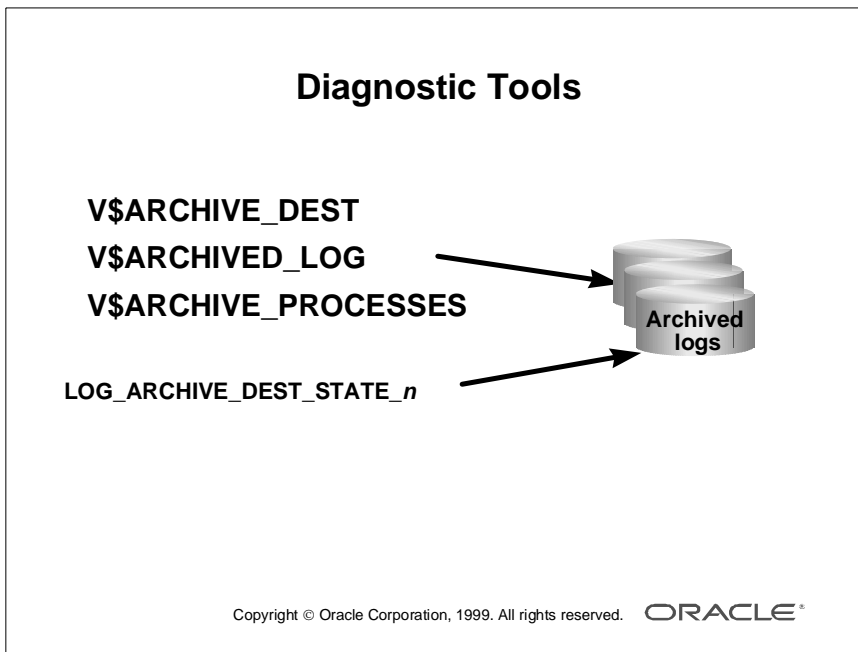 Diagnostic Tools
V$ARCHIVE_DEST
V$ARCHIVED_LOG
V$ARCHIVE_PROCESSES
LOG_ARCHIVE_DEST_STATE_n
Archived
logs
Copyright © Oracle Corporation, 1999. All rights reserved. ORACLE®